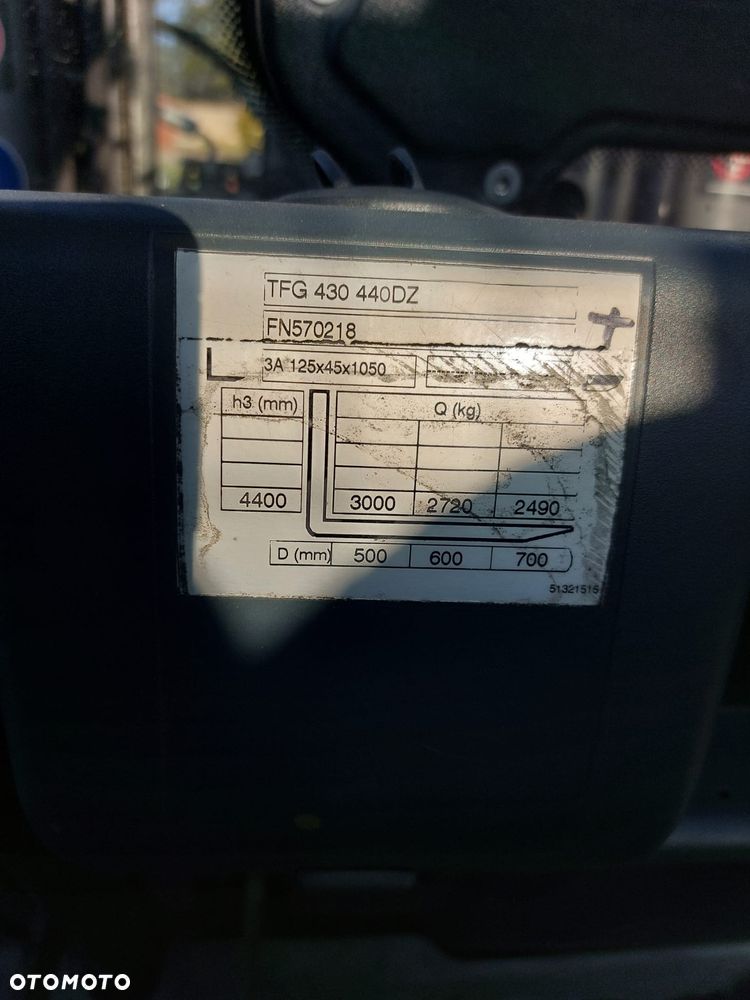 TFG 430 440DZ
FN570218
3A 125x45x1050
h3 (mm) Q (kg)
4400 3000 2720 2490
D (mm) 500 600 700
51321515
OTOMOTO